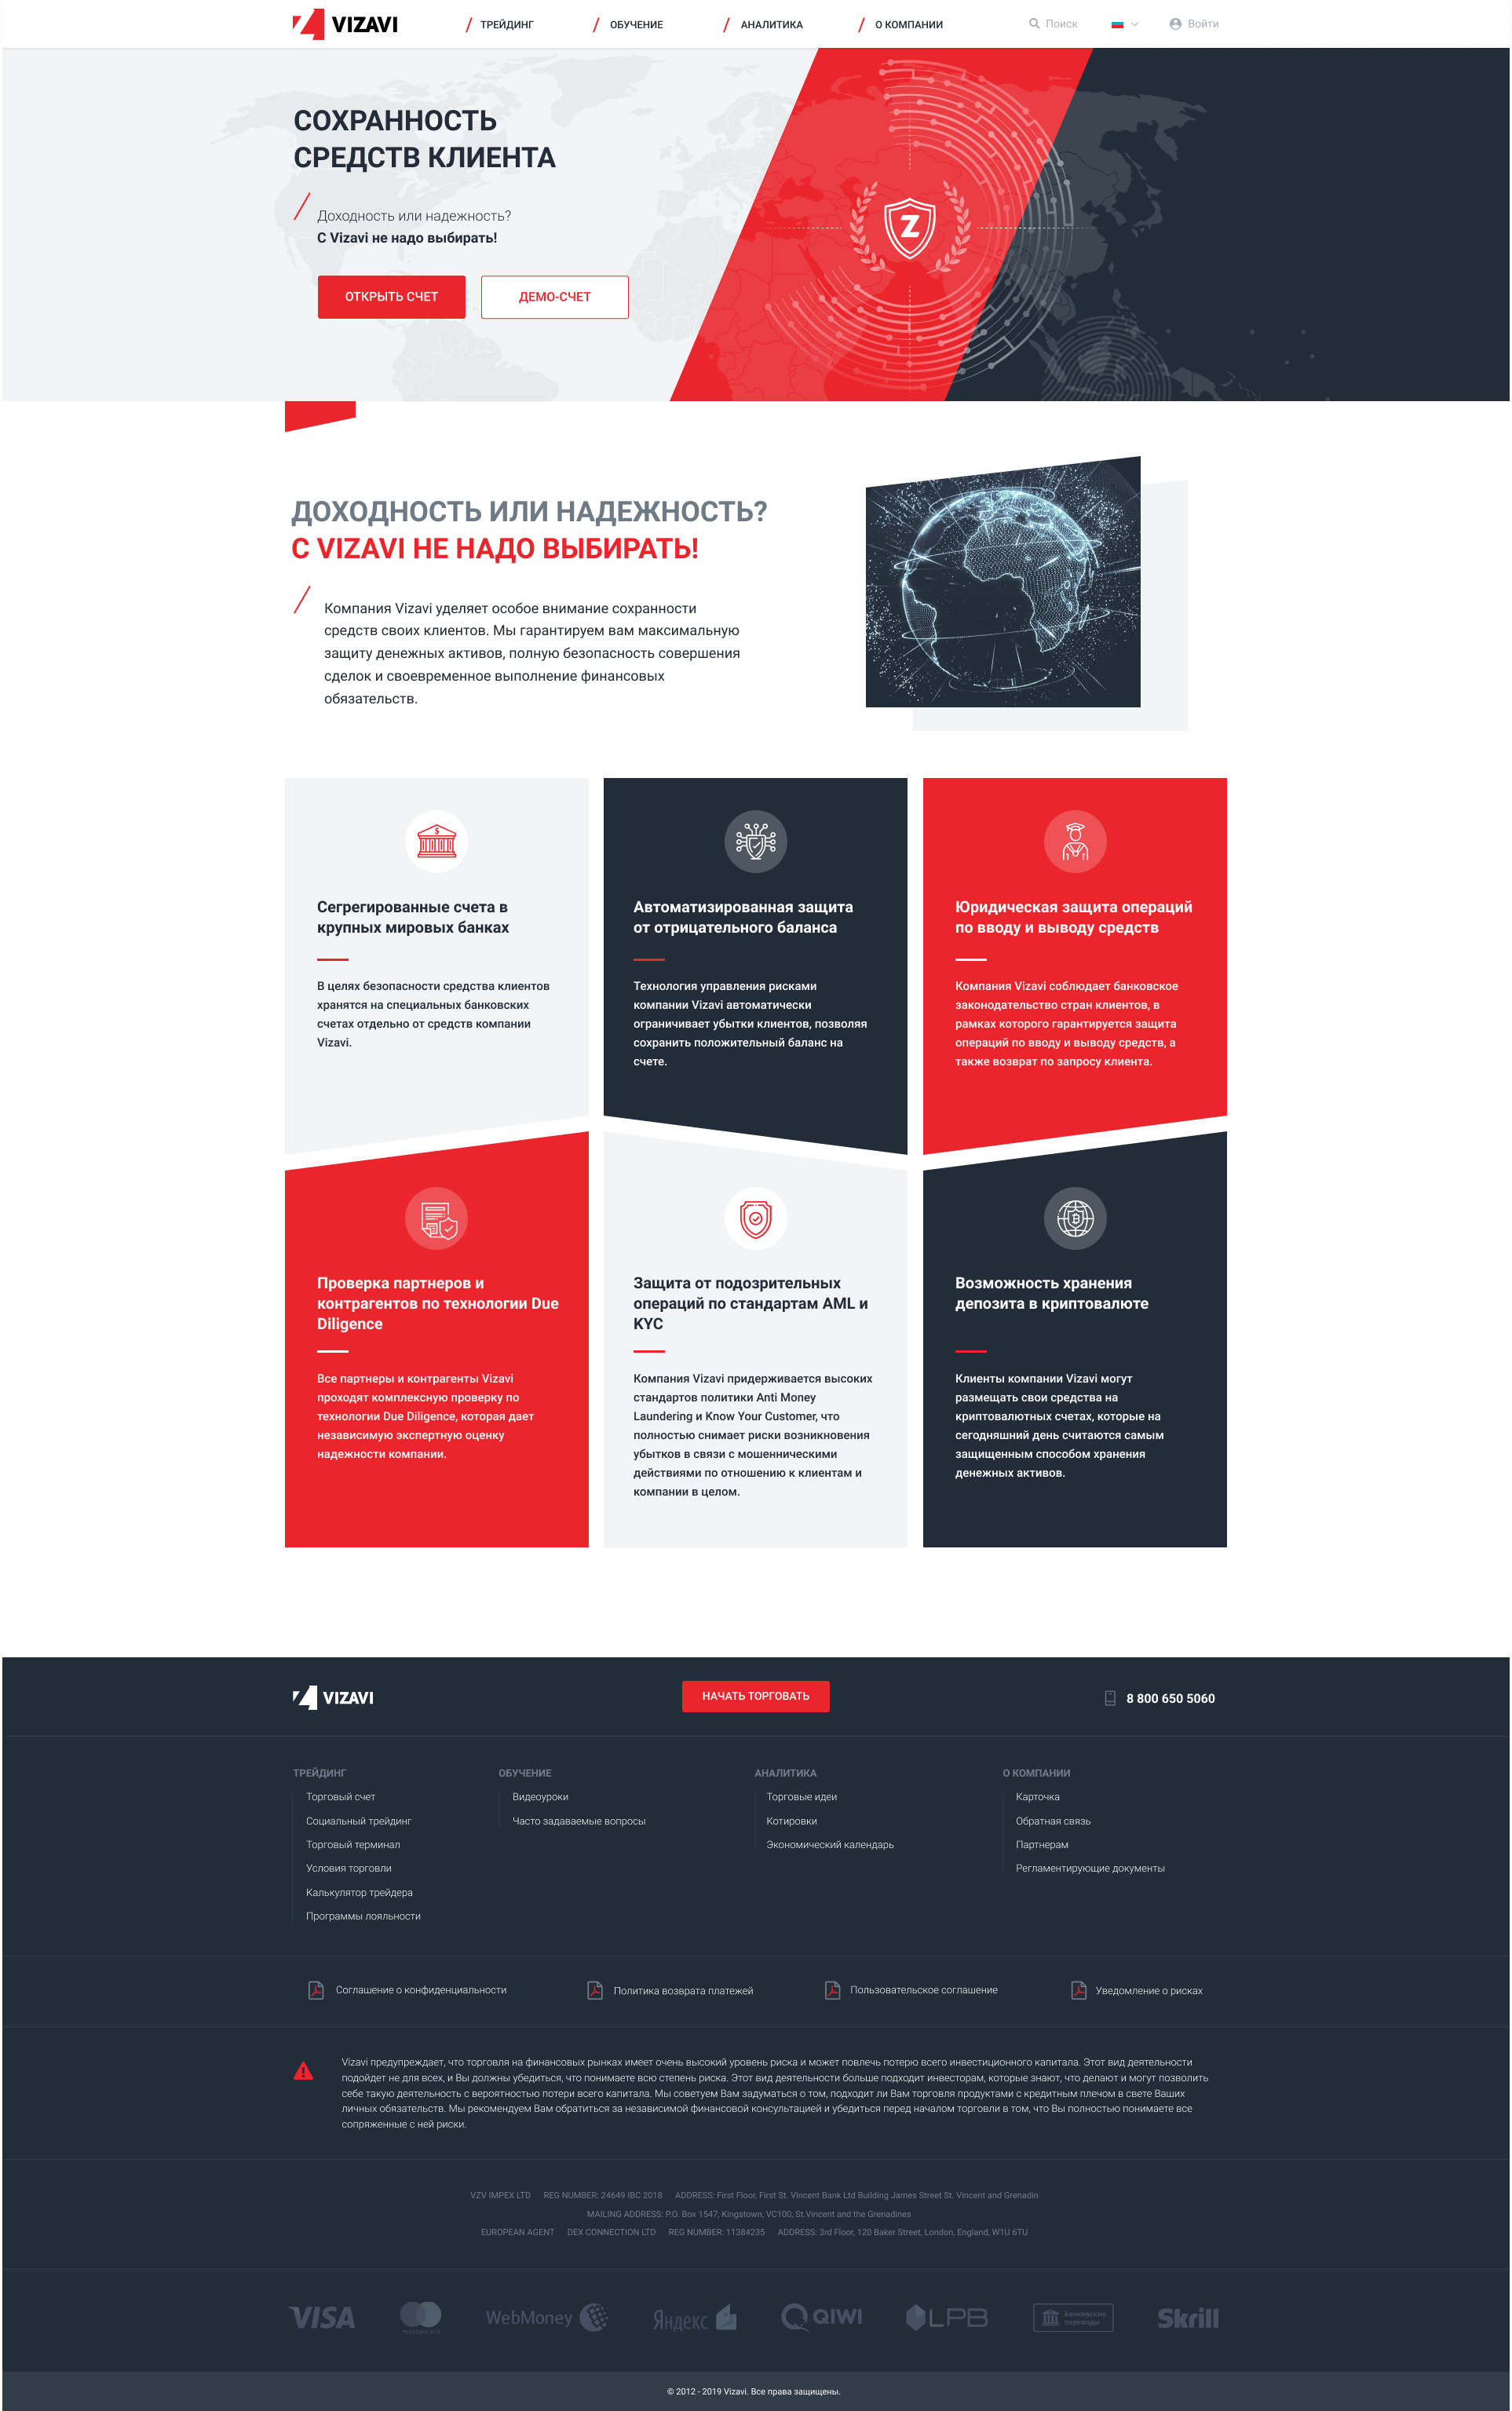 VIZAVI
ТРЕЙДИНГ
ОБУЧЕНИЕ
АНАЛИТИКА
О КОМПАНИИ
Поиск
Войти
СОХРАННОСТЬ
СРЕДСТВ КЛИЕНТА
Доходность или надежность?
С Vizavi не надо выбирать!
ОТКРЫТЬ СЧЕТ
ДЕМО-СЧЕТ
Z
ДОХОДНОСТЬ ИЛИ НАДЕЖНОСТЬ?
С VIZAVI НЕ НАДО ВЫБИРАТЬ!
Компания Vizavi уделяет особое внимание сохранности
средств своих клиентов. Мы гарантируем вам максимальную
защиту денежных активов, полную безопасность совершения
сделок и своевременное выполнение финансовых
обязательств.
Сегрегированные счета в
крупных мировых банках
В целях безопасности средства клиентов
хранятся на специальных банковских
счетах отдельно от средств компании
Vizavi.
Автоматизированная защита
от отрицательного баланса
Технология управления рисками
компании Vizavi автоматически
ограничивает убытки клиентов, позволяя
сохранить положительный баланс на
счете.
Юридическая защита операций
по вводу и выводу средств
Компания Vizavi соблюдает банковское
законодательство стран клиентов, в
рамках которого гарантируется защита
операций по вводу и выводу средств, а
также возврат по запросу клиента.
Проверка партнеров и
контрагентов по технологии Due
Diligence
Все партнеры и контрагенты Vizavi
проходят комплексную проверку по
технологии Due Diligence, которая дает
независимую экспертную оценку
надежности компании.
Защита от подозрительных
операций по стандартам AML и
KYC
Компания Vizavi придерживается высоких
стандартов политики Anti Money
Laundering и Know Your Customer, что
полностью снимает риски возникновения
убытков в связи с мошенническими
действиями по отношению к клиентам и
компании в целом.
Возможность хранения
депозита в криптовалюте
Клиенты компании Vizavi могут
размещать свои средства на
криптовалютных счетах, которые на
сегодняшний день считаются самым
защищенным способом хранения
денежных активов.
VIZAVI
НАЧАТЬ ТОРГОВАТЬ
8 800 650 5060
ТРЕЙДИНГ
Торговый счет
Социальный трейдинг
Торговый терминал
Условия торговли
Калькулятор трейдера
Программы лояльности
ОБУЧЕНИЕ
Видеоуроки
Часто задаваемые вопросы
АНАЛИТИКА
Торговые идеи
Котировки
Экономический календарь
О КОМПАНИИ
Карточка
Обратная связь
Партнерам
Регламентирующие документы
Соглашение о конфиденциальности
Политика возврата платежей
Пользовательское соглашение
Уведомление о рисках
Vizavi предупреждает, что торговля на финансовых рынках имеет очень высокий уровень риска и может повлечь потерю всего инвестиционного капитала. Этот вид деятельности
подойдет не для всех, и Вы должны убедиться, что понимаете всю степень риска. Этот вид деятельности больше подходит инвесторам, которые знают, что делают и могут позволить
себе такую деятельность с вероятностью потери всего капитала. Мы советуем Вам задуматься о том, подходит ли Вам торговля продуктами с кредитным плечом в свете Ваших
личных обязательств. Мы рекомендуем Вам обратиться за независимой финансовой консультацией и убедиться перед началом торговли в том, что Вы полностью понимаете все
сопряженные с ней риски.
VZV IMPEX LTD REG NUMBER: 24649 IBC 2018 ADDRESS: First Floor, First St. Vincent Bank Ltd Building James Street St. Vincent and Grenadin
MAILING ADDRESS: P.O. Box 1547, Kingstown, VC100, St.Vincent and the Grenadines
EUROPEAN AGENT DEX CONNECTION LTD REG NUMBER: 11384235 ADDRESS: 3rd Floor, 120 Baker Street, London, England, W1U 6TU
VISA
mastercard
WebMoney
Яндекс
QIWI
LPB
Банковские
переводы
Skrill
© 2012 - 2019 Vizavi. Все права защищены.